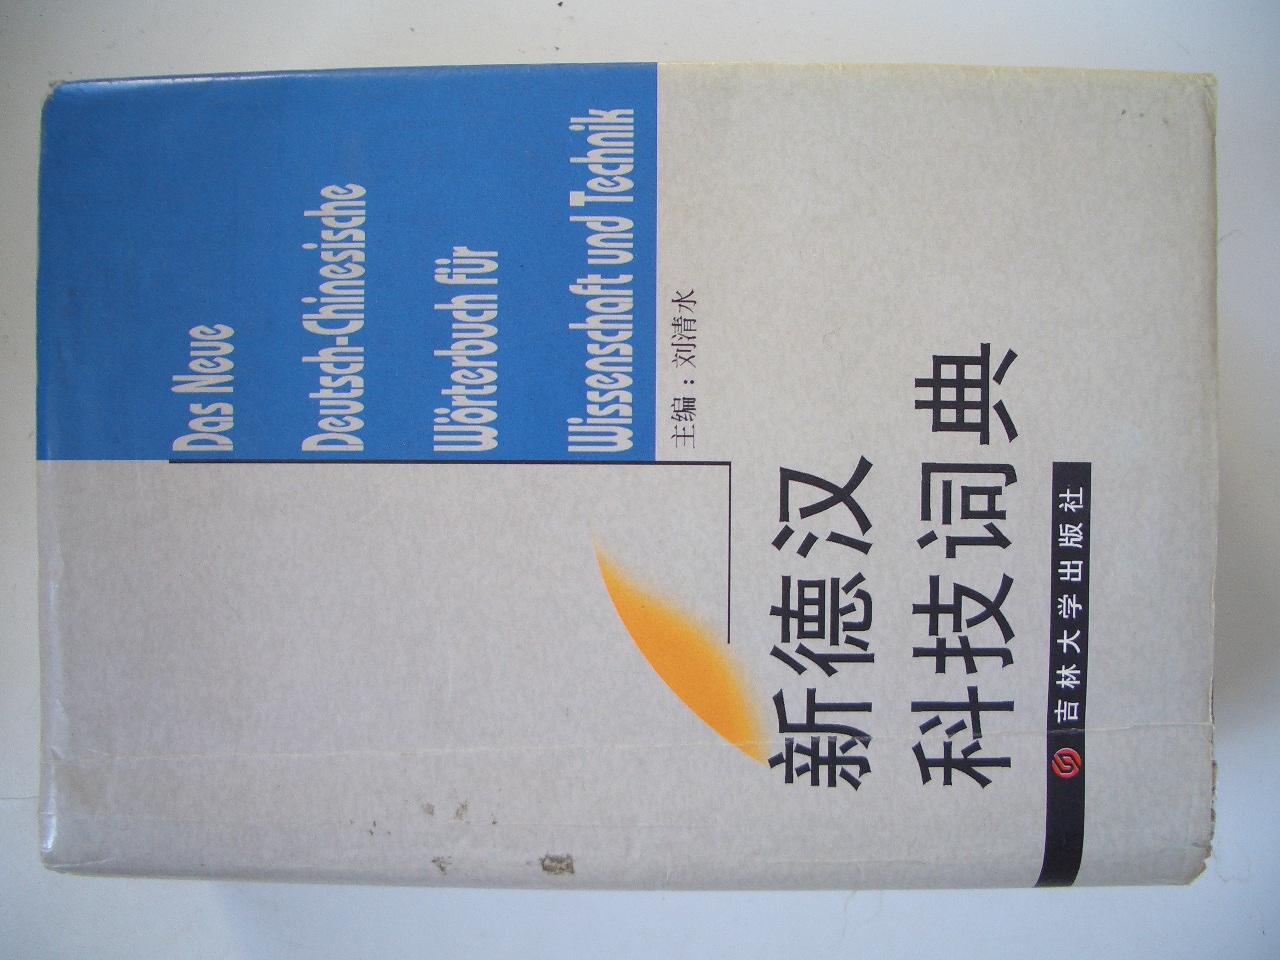 Das Neue
Deutsch-Chinesische
Wörterbuch für
Wissenschaft und Technik
主编：刘清水
新德汉
科技词典
吉林大学出版社